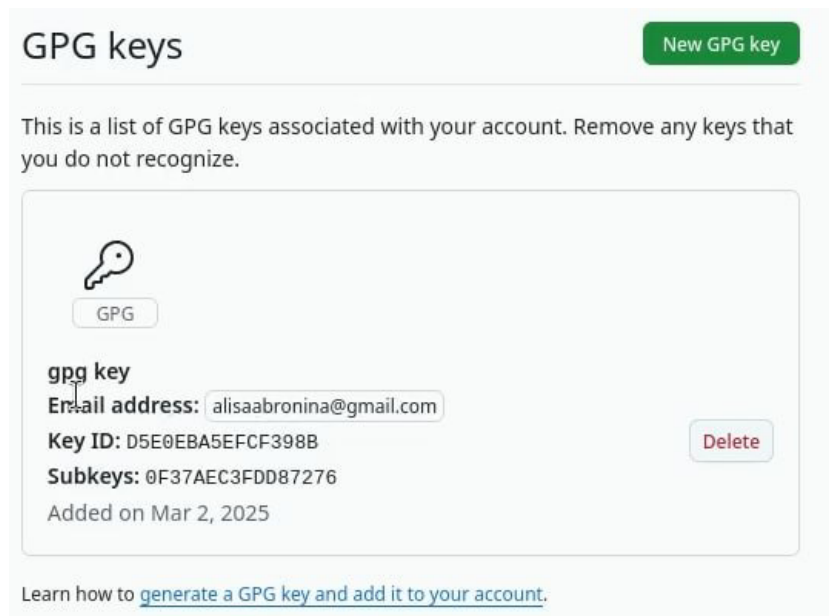 GPG keys
New GPG key
This is a list of GPG keys associated with your account. Remove any keys that
you do not recognize.
GPG
gpg key
Email address: alisaabronina@gmail.com
Key ID: D5E0EBA5EFCF398B
Delete
Subkeys: 0F37AEC3FDD87276
Added on Mar 2, 2025
Learn how to generate a GPG key and add it to your account.